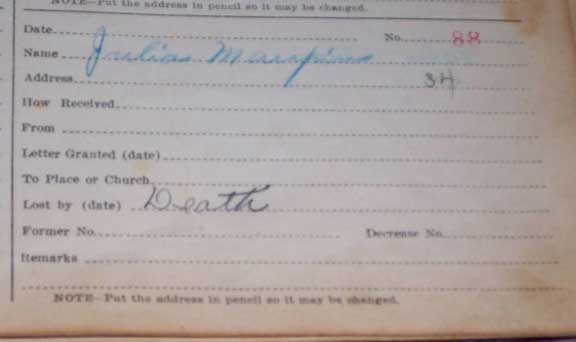 NOTE—Put the address in pencil so it may be changed.
Date No. 88
Name Julias
Address 34
How Received
From
Letter Granted (date)
To Place or Church
Lost by (date) Death
Former No. Decrease No.
Remarks
NOTE—Put the address in pencil so it may be changed.